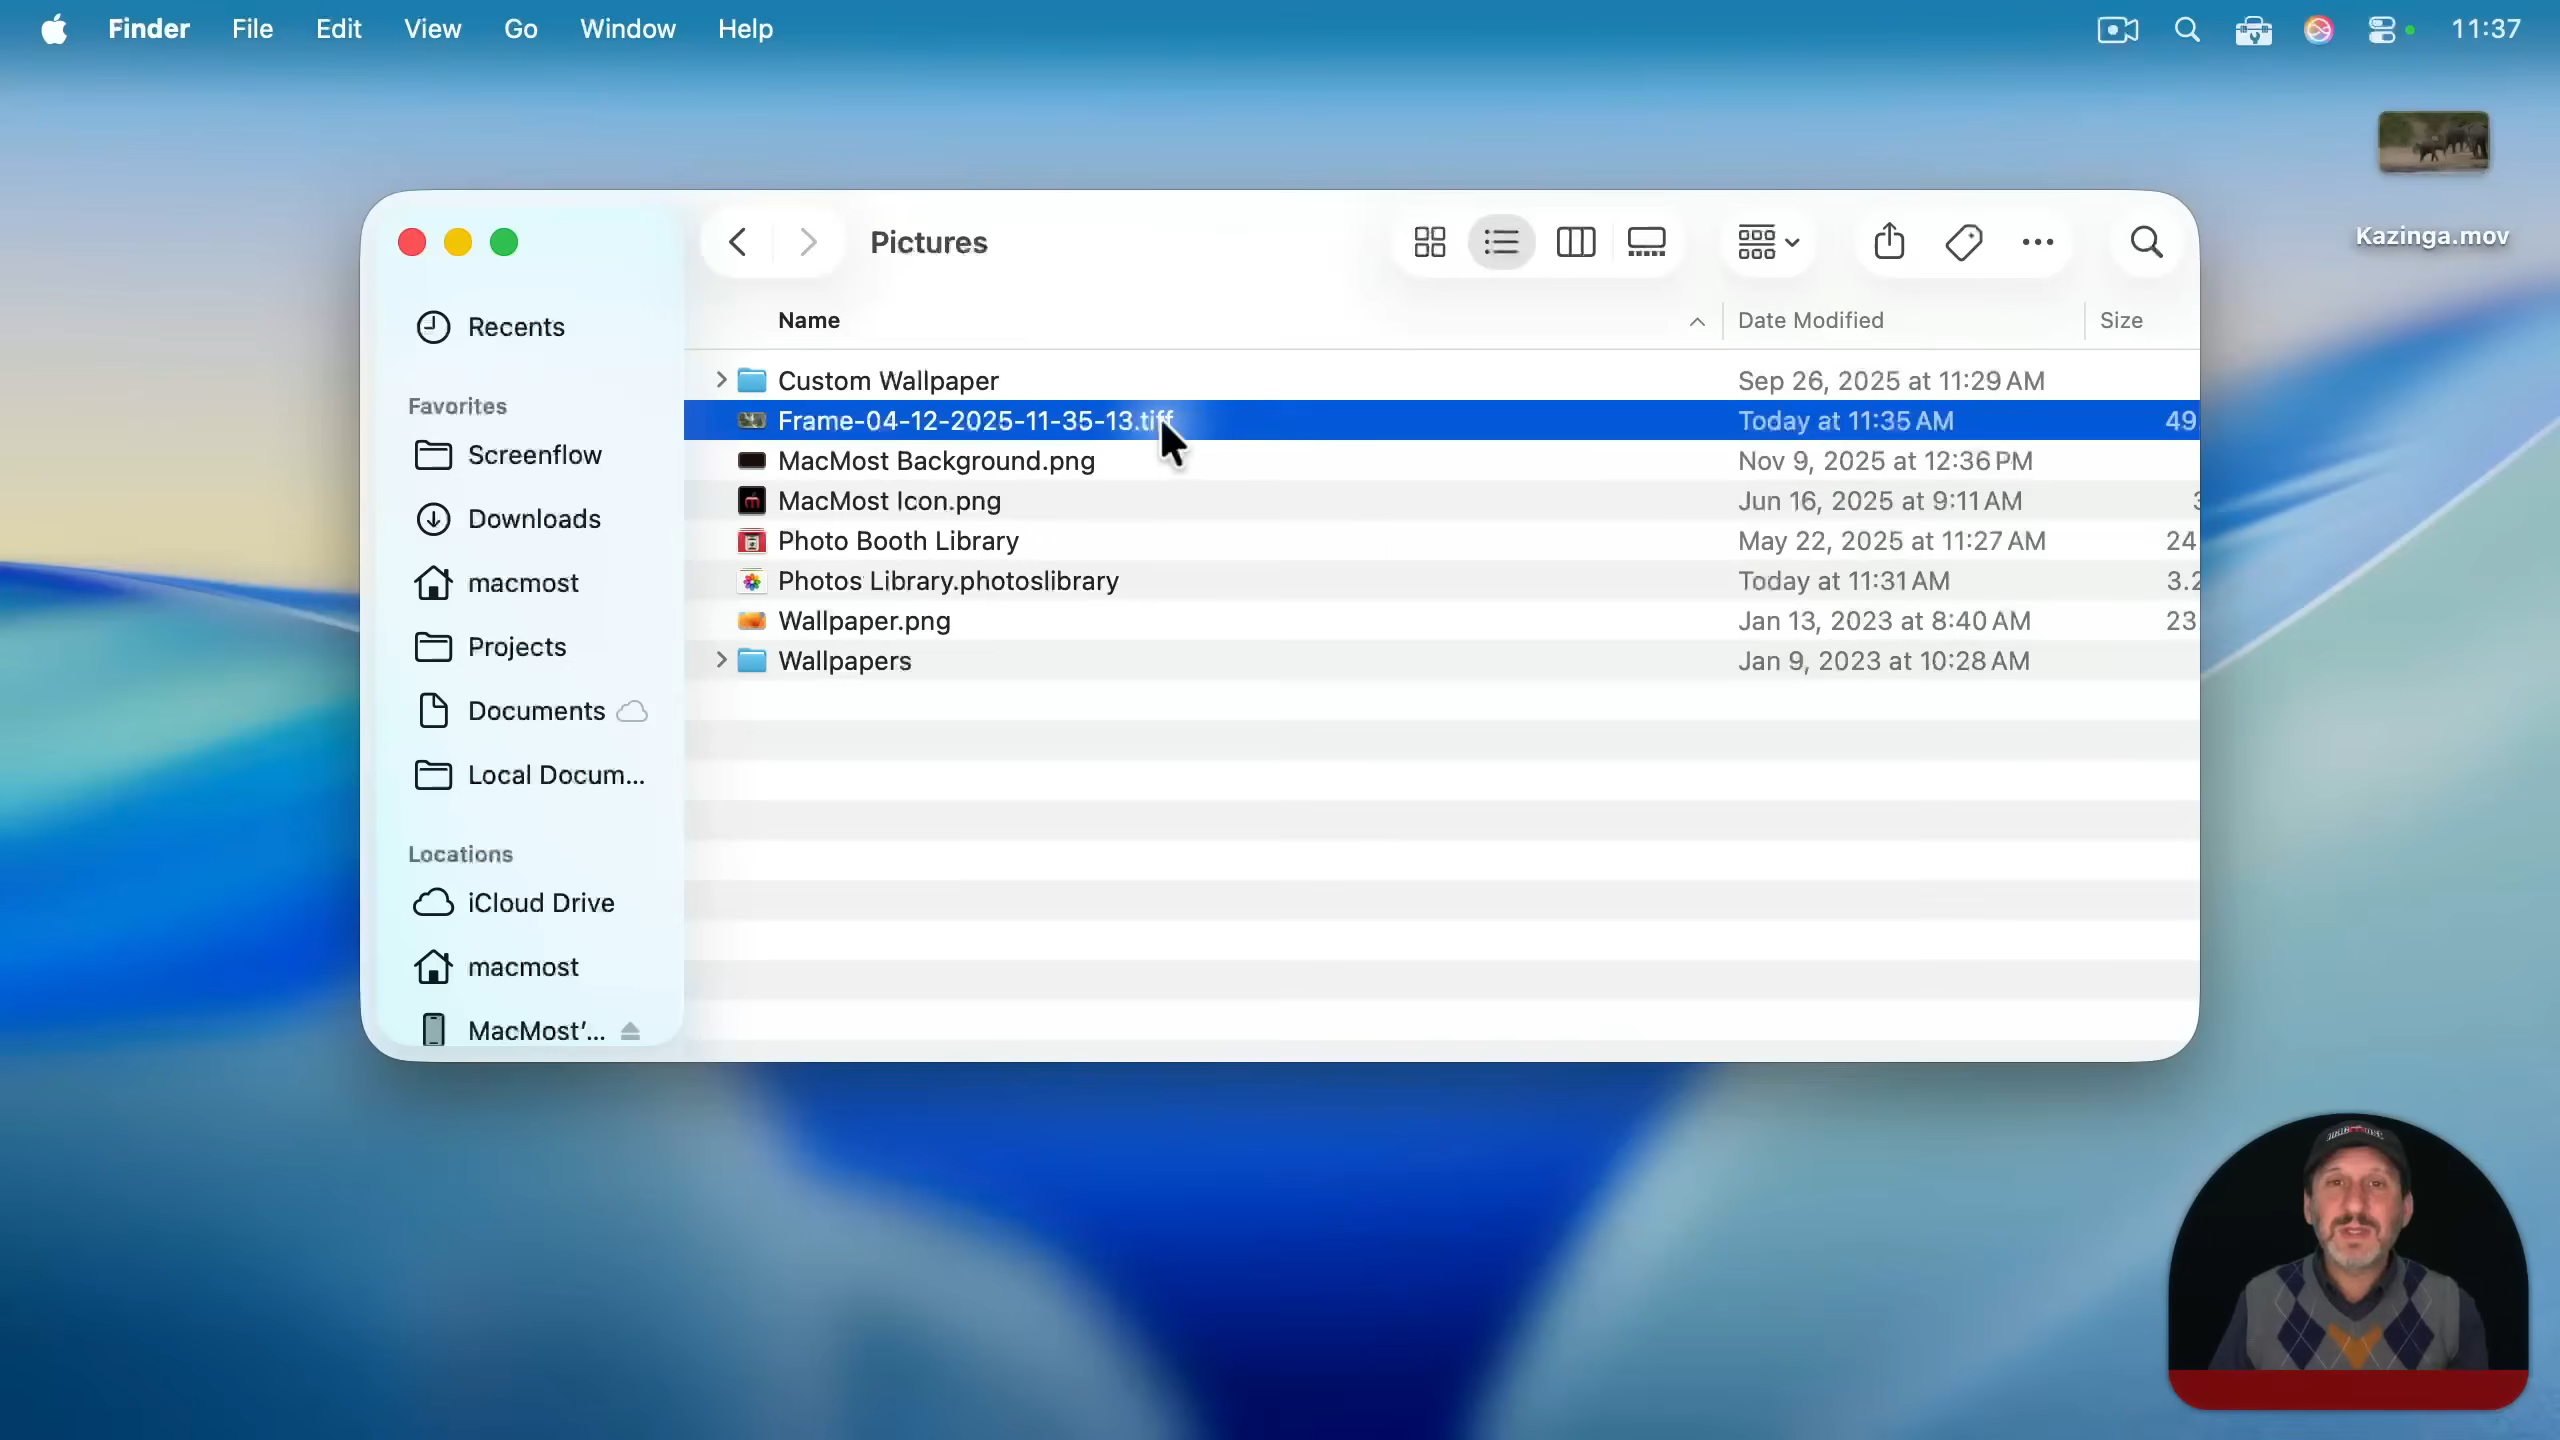 Finder File Edit View Go Window Help 11:37
Kazinga.mov
Pictures
Recents
Favorites
Screenflow
Downloads
macmost
Projects
Documents
Local Docum...
Locations
iCloud Drive
macmost
MacMost’...
Name Date Modified Size
Custom Wallpaper Sep 26, 2025 at 11:29 AM
Frame-04-12-2025-11-35-13.tiff Today at 11:35 AM 49.
MacMost Background.png Nov 9, 2025 at 12:36 PM
MacMost Icon.png Jun 16, 2025 at 9:11 AM
Photo Booth Library May 22, 2025 at 11:27 AM 24
Photos Library.photoslibrary Today at 11:31 AM 3.2
Wallpaper.png Jan 13, 2023 at 8:40 AM 23
Wallpapers Jan 9, 2023 at 10:28 AM